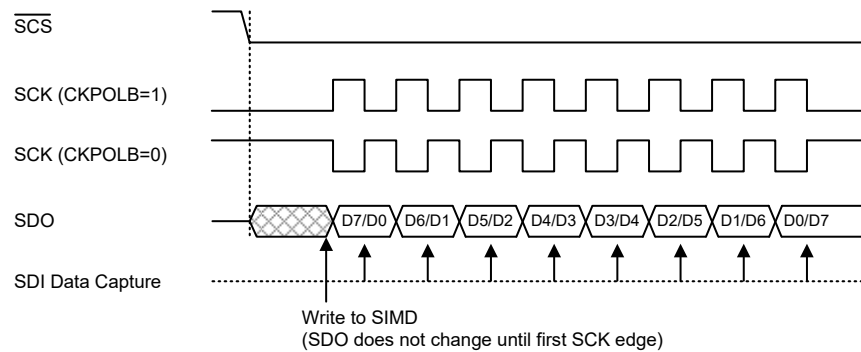 SCS
SCK (CKPOLB=1)
SCK (CKPOLB=0)
SDO
D7/D0 D6/D1 D5/D2 D4/D3 D3/D4 D2/D5 D1/D6 D0/D7
SDI Data Capture
Write to SIMD
(SDO does not change until first SCK edge)